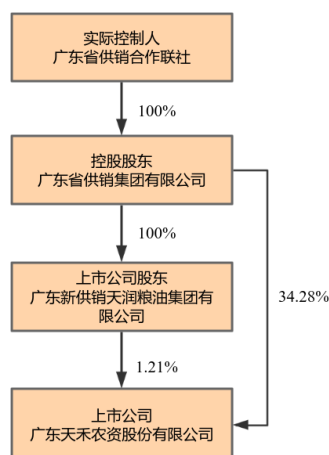 实际控制人
广东省供销合作联社
100%
控股股东
广东省供销集团有限公司
100%
34.28%
上市公司股东
广东新供销天润粮油集团有
限公司
1.21%
上市公司
广东天禾农资股份有限公司